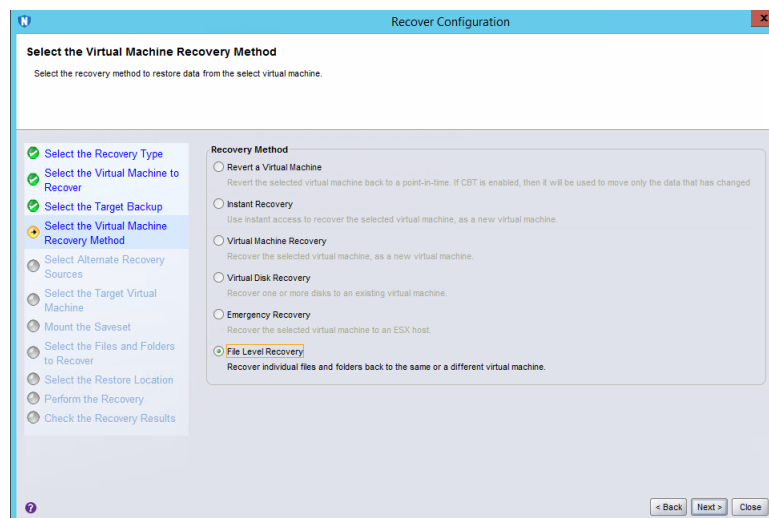 N
Recover Configuration
x
Select the Virtual Machine Recovery Method
Select the recovery method to restore data from the select virtual machine.
Select the Recovery Type
Select the Virtual Machine to
Recover
Select the Target Backup
Select the Virtual Machine
Recovery Method
Select Alternate Recovery
Sources
Select the Target Virtual
Machine
Mount the Saveset
Select the Files and Folders
to Recover
Select the Restore Location
Perform the Recovery
Check the Recovery Results
Recovery Method
Revert a Virtual Machine
Revert the selected virtual machine back to a point-in-time. If CBT is enabled, then it will be used to move only the data that has changed
Instant Recovery
Use instant access to recover the selected virtual machine, as a new virtual machine.
Virtual Machine Recovery
Recover the selected virtual machine, as a new virtual machine.
Virtual Disk Recovery
Recover one or more disks to an existing virtual machine.
Emergency Recovery
Recover the selected virtual machine to an ESX host.
File Level Recovery
Recover individual files and folders back to the same or a different virtual machine.
?
< Back
Next >
Close